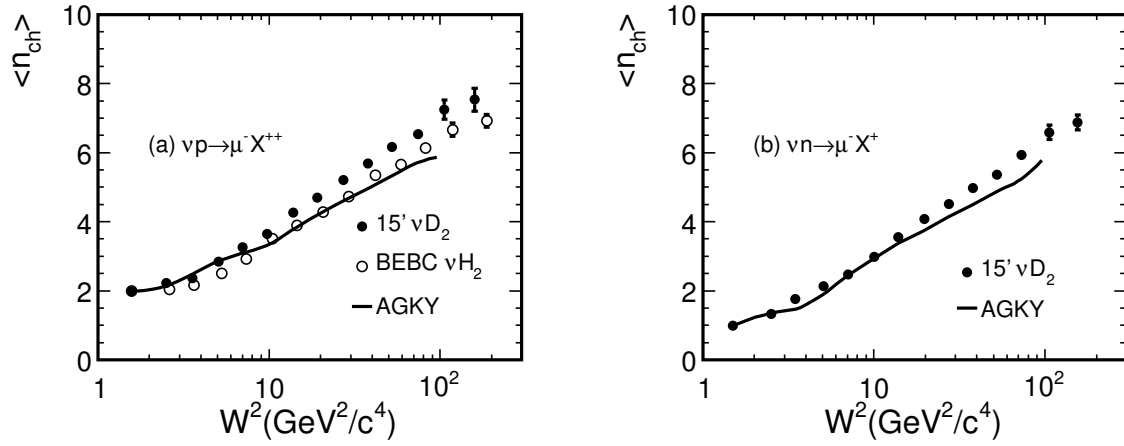 <n_ch>
10
8
6
4
2
0
(a) νp→μ⁻X⁺⁺
15' νD₂
BEBC νH₂
AGKY
1
10
10²
W²(GeV²/c⁴)
<n_ch>
10
8
6
4
2
0
(b) νn→μ⁻X⁺
15' νD₂
AGKY
1
10
10²
W²(GeV²/c⁴)